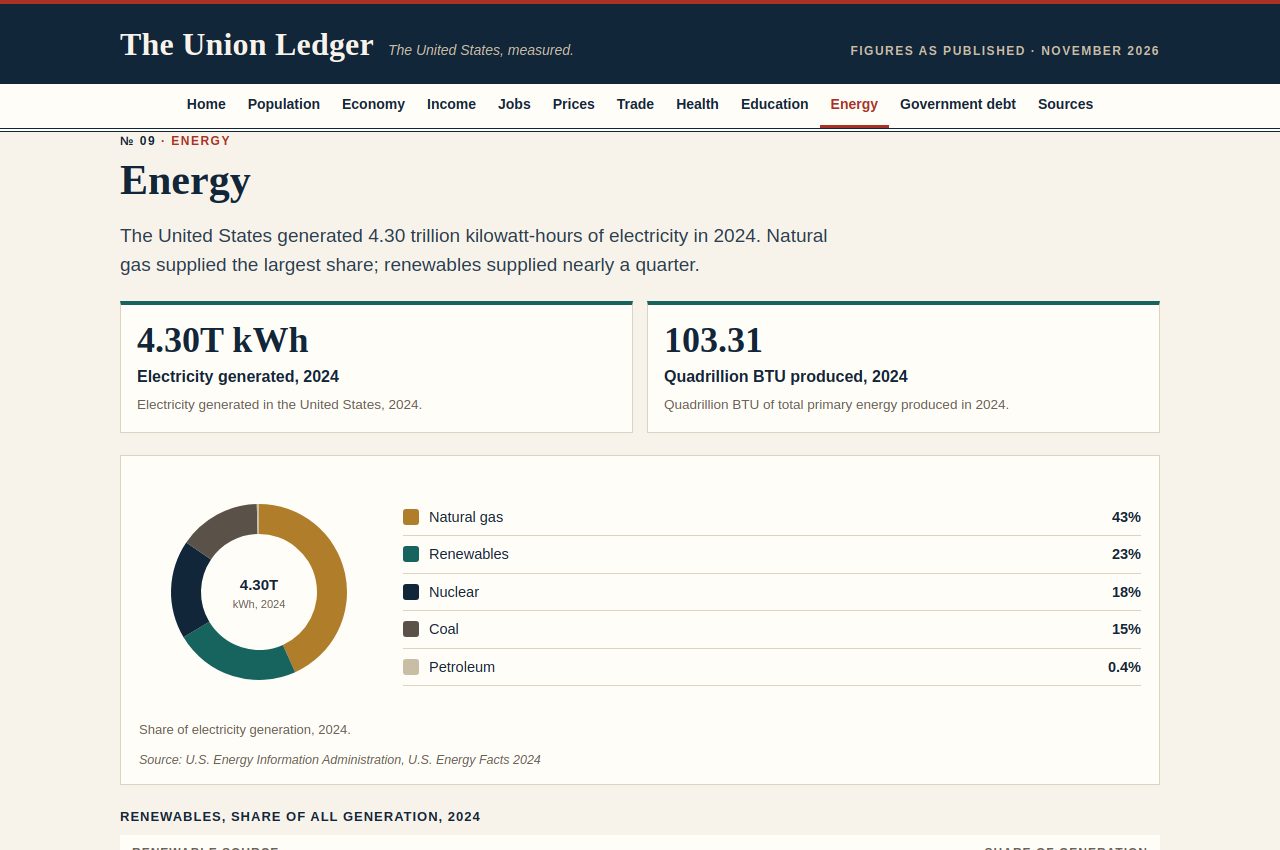 The Union Ledger The United States, measured. FIGURES AS PUBLISHED · NOVEMBER 2026
Home Population Economy Income Jobs Prices Trade Health Education Energy Government debt Sources
№ 09 · ENERGY
Energy
The United States generated 4.30 trillion kilowatt-hours of electricity in 2024. Natural
gas supplied the largest share; renewables supplied nearly a quarter.
4.30T kWh
Electricity generated, 2024
Electricity generated in the United States, 2024.
103.31
Quadrillion BTU produced, 2024
Quadrillion BTU of total primary energy produced in 2024.
4.30T
kWh, 2024
Natural gas 43%
Renewables 23%
Nuclear 18%
Coal 15%
Petroleum 0.4%
Share of electricity generation, 2024.
Source: U.S. Energy Information Administration, U.S. Energy Facts 2024
RENEWABLES, SHARE OF ALL GENERATION, 2024
RENEWABLE SOURCE SHARE OF GENERATION